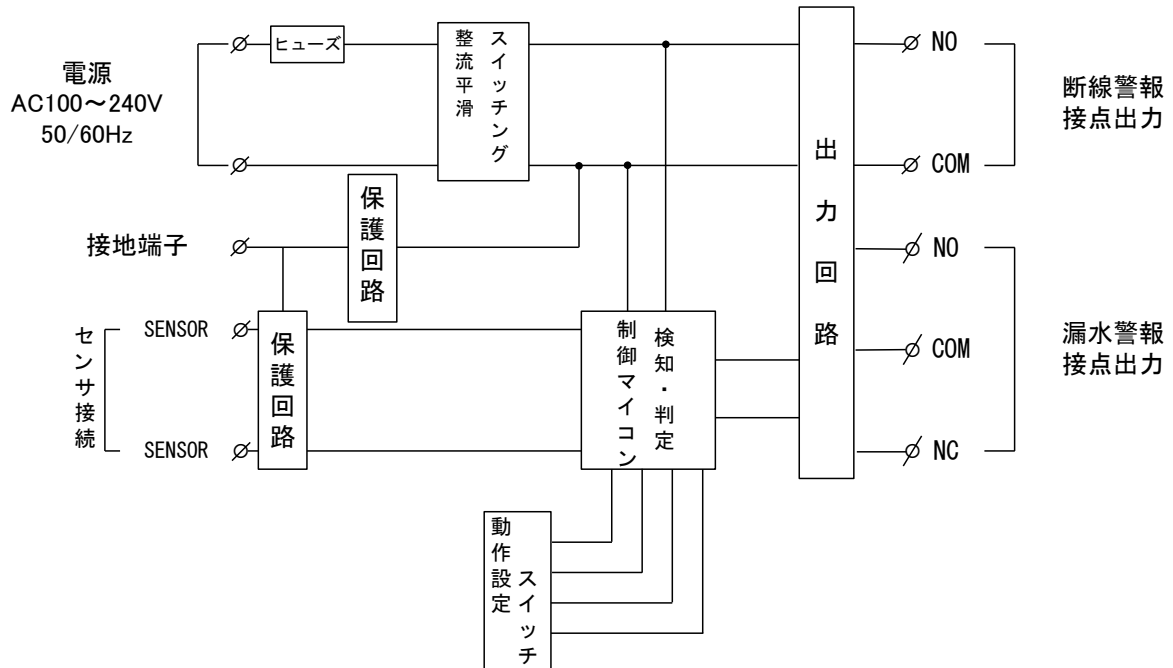 電源
AC100～240V
50/60Hz
ヒューズ
スイッチング
整流平滑
出力回路
NO
断線警報
接点出力
COM
接地端子
保護回路
NO
センサ接続
SENSOR
保護回路
検知・判定
制御マイコン
COM
漏水警報
接点出力
SENSOR
NC
動作設定
スイッチ